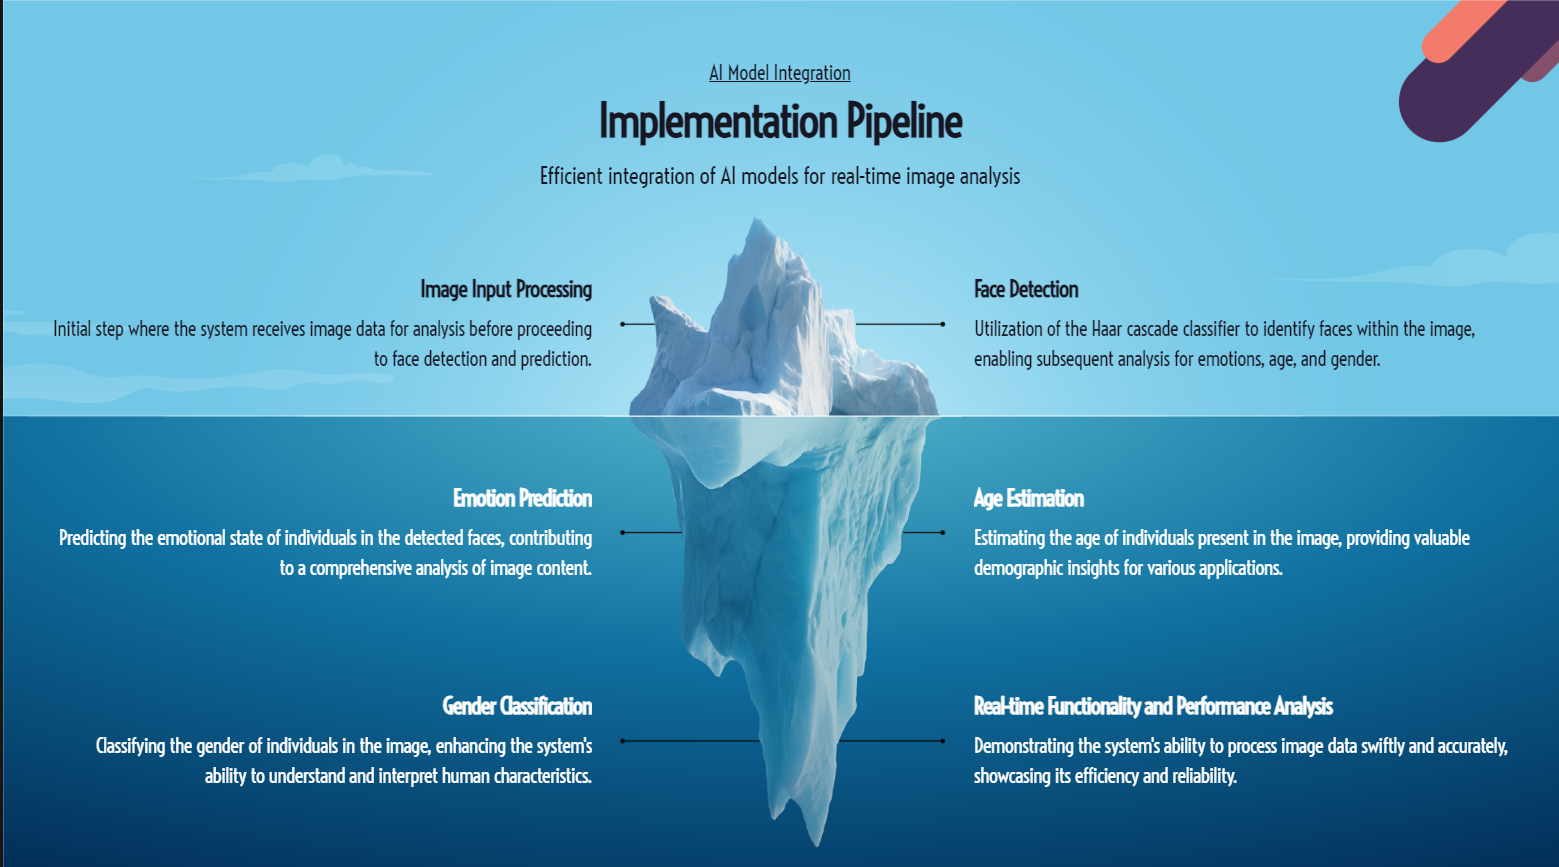 AI Model Integration
Implementation Pipeline
Efficient integration of AI models for real-time image analysis
Image Input Processing
Initial step where the system receives image data for analysis before proceeding
to face detection and prediction.
Face Detection
Utilization of the Haar cascade classifier to identify faces within the image,
enabling subsequent analysis for emotions, age, and gender.
Emotion Prediction
Predicting the emotional state of individuals in the detected faces, contributing
to a comprehensive analysis of image content.
Age Estimation
Estimating the age of individuals present in the image, providing valuable
demographic insights for various applications.
Gender Classification
Classifying the gender of individuals in the image, enhancing the system's
ability to understand and interpret human characteristics.
Real-time Functionality and Performance Analysis
Demonstrating the system's ability to process image data swiftly and accurately,
showcasing its efficiency and reliability.